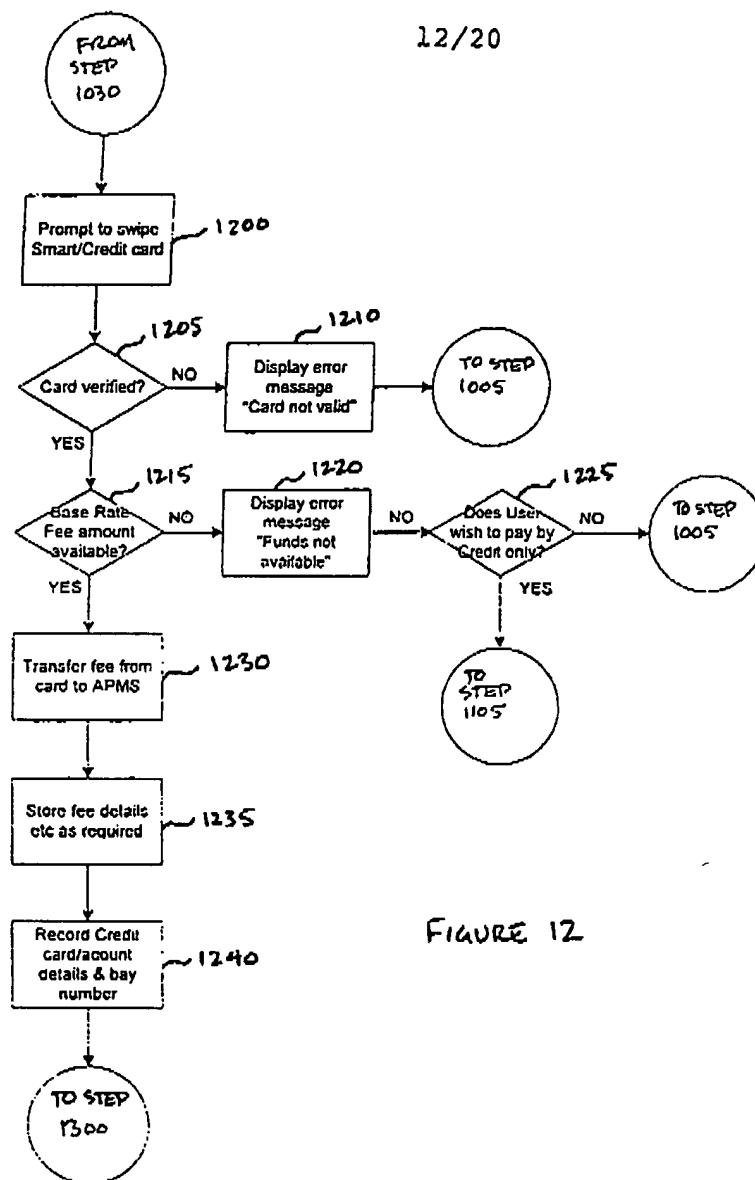 12/20
FROM
STEP
1030
Prompt to swipe
Smart/Credit card
1200
1205
Card verified?
NO
YES
1210
Display error
message
"Card not valid"
TO STEP
1005
1215
Base Rate
Fee amount
available?
NO
YES
1220
Display error
message
"Funds not
available"
NO
1225
Does User
wish to pay by
Credit only?
NO
YES
TO STEP
1005
TO
STEP
1105
Transfer fee from
card to APMS
1230
Store fee details
etc as required
1235
Record Credit
card/acount
details & bay
number
1240
TO STEP
1300
FIGURE 12